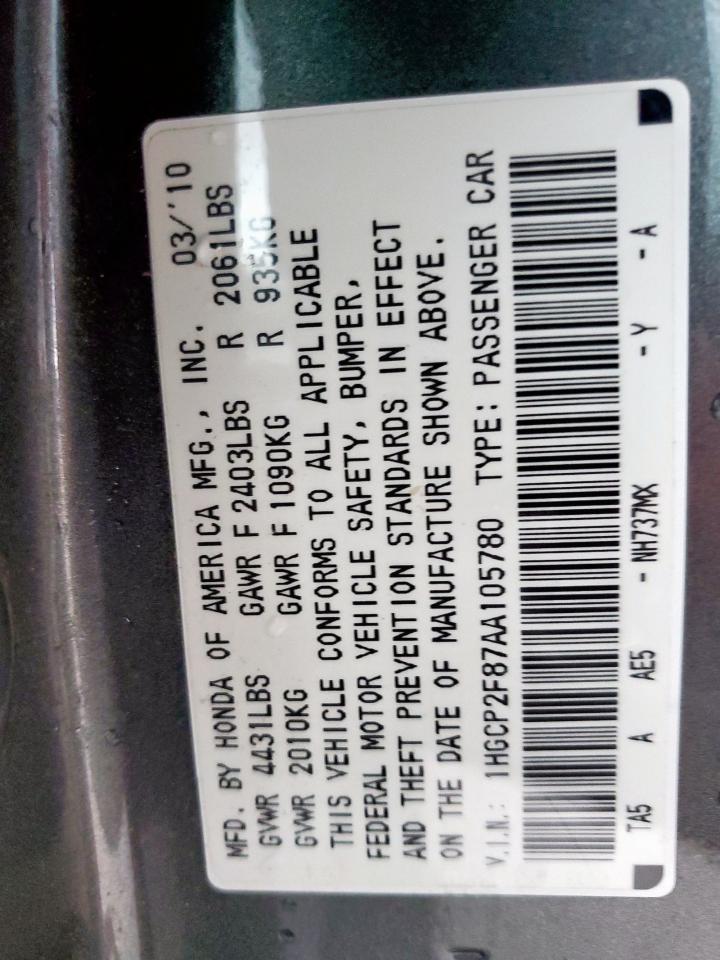 MFD. BY HONDA OF AMERICA MFG., INC. 03/'10
GVWR 4431LBS GAWR F 2403LBS R 2061LBS
GVWR 2010KG GAWR F 1090KG R 935KG
THIS VEHICLE CONFORMS TO ALL APPLICABLE
FEDERAL MOTOR VEHICLE SAFETY, BUMPER,
AND THEFT PREVENTION STANDARDS IN EFFECT
ON THE DATE OF MANUFACTURE SHOWN ABOVE.
V.I.N.: 1HGCP2F87AA105780 TYPE: PASSENGER CAR
TA5 A AE5 - NH737MX - Y - A